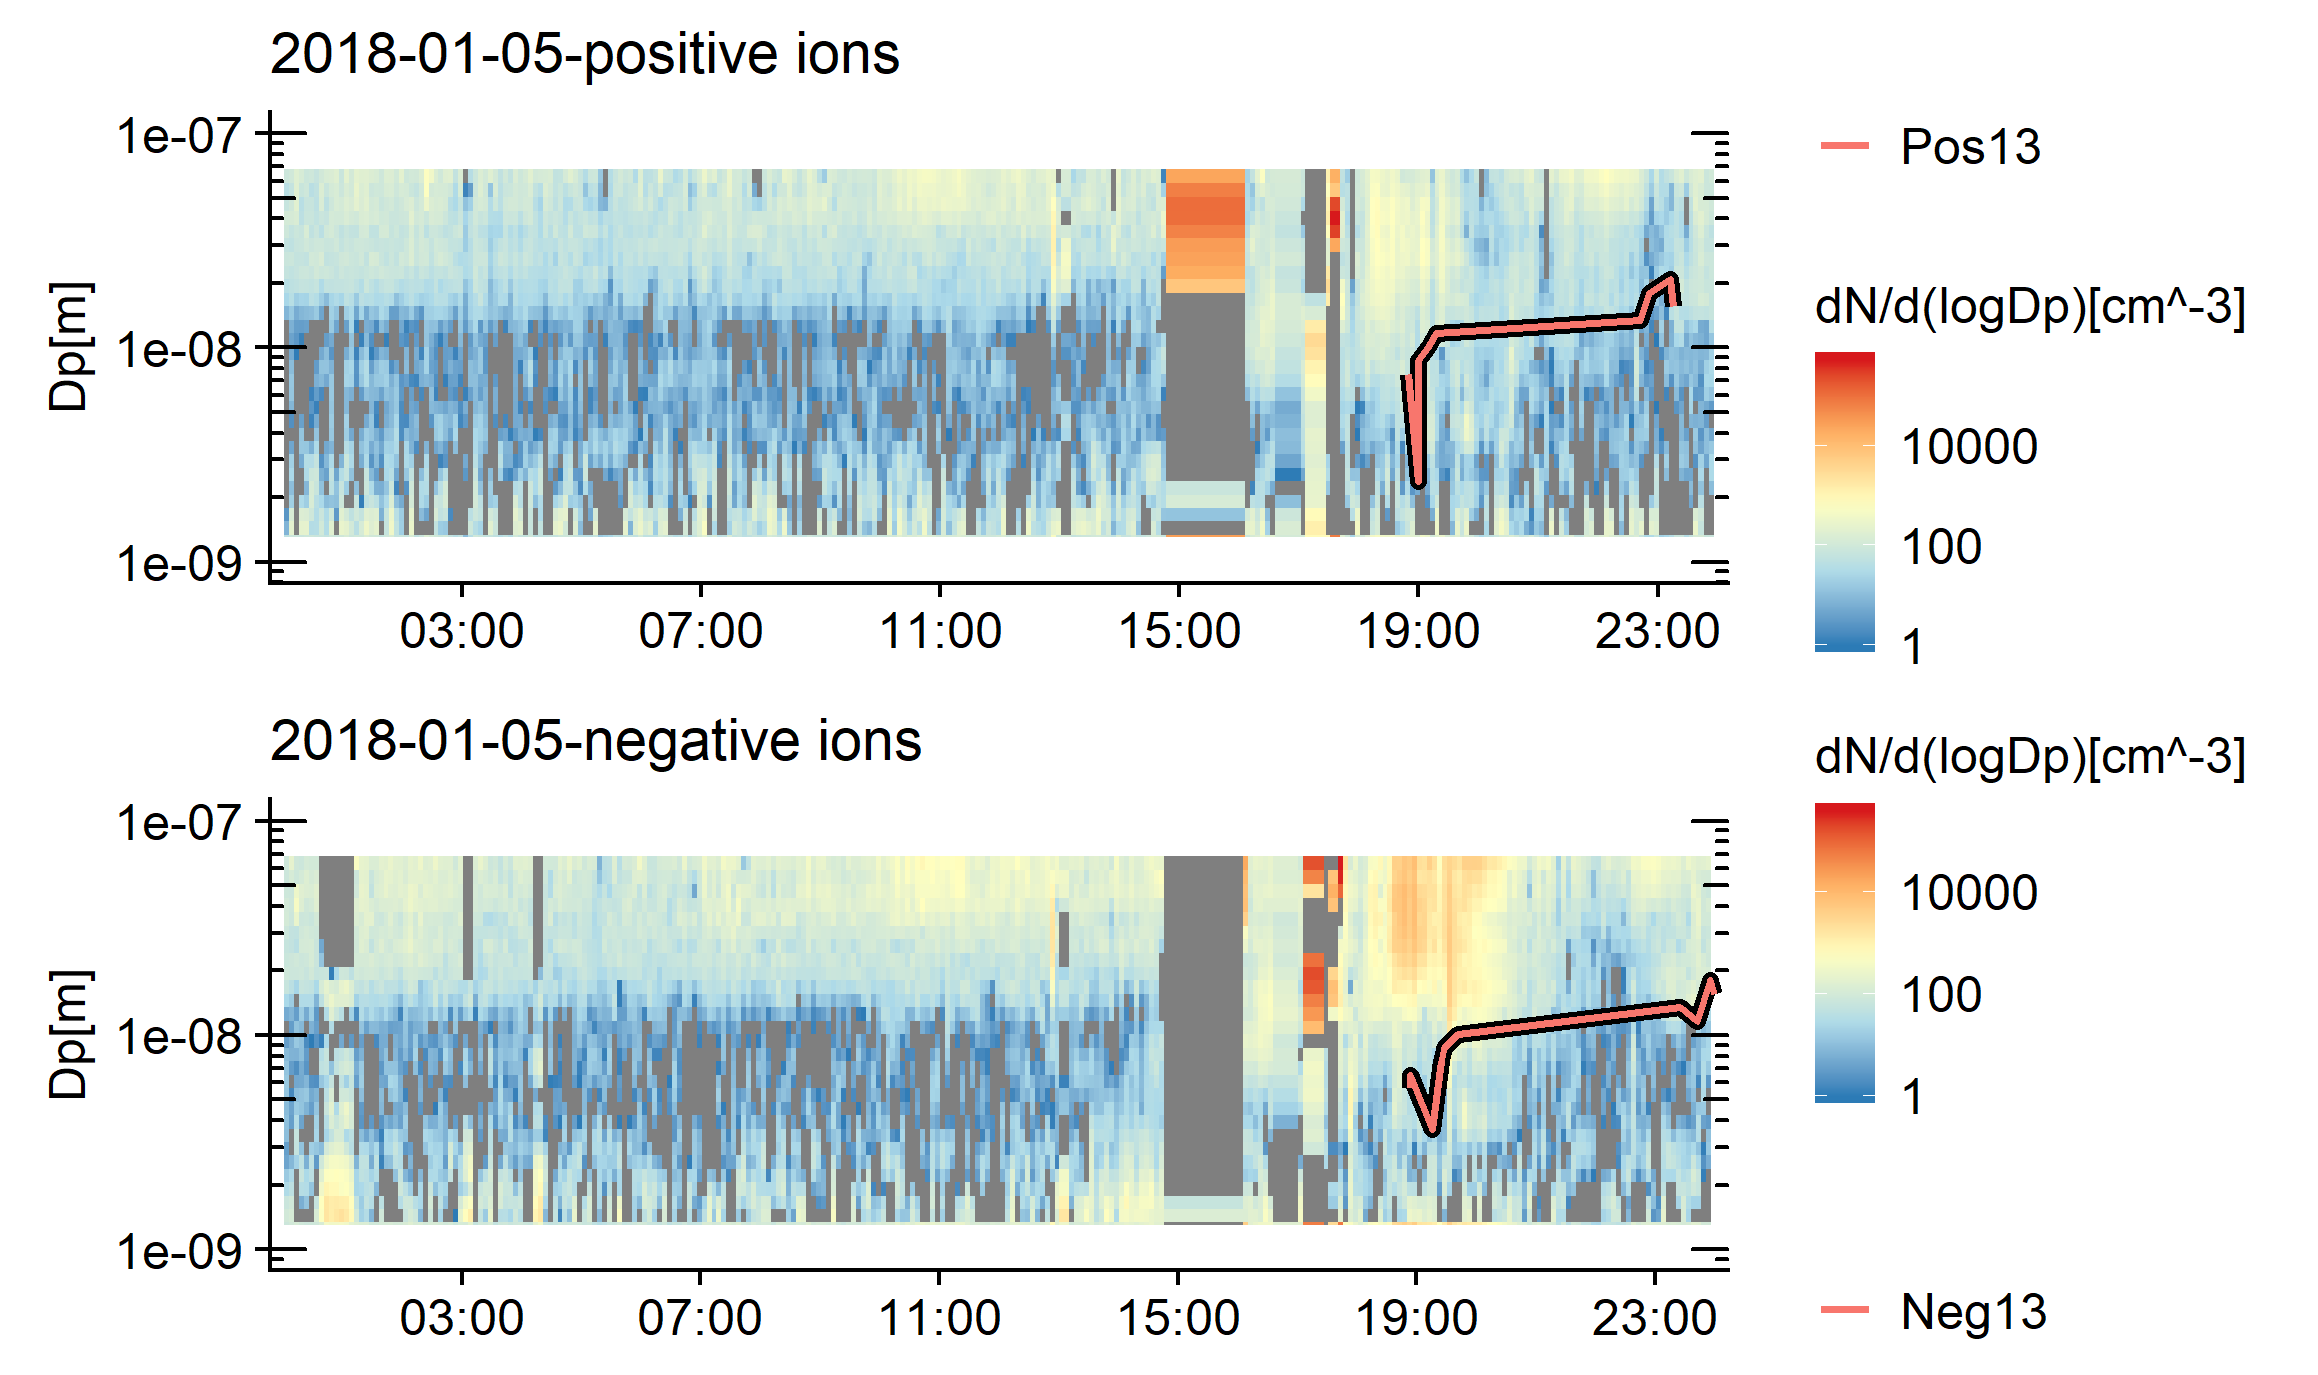 2018-01-05-positive ions
1e-07
1e-08
1e-09
Dp[m]
03:00 07:00 11:00 15:00 19:00 23:00
Pos13
dN/d(logDp)[cm^-3]
10000
100
1
2018-01-05-negative ions
1e-07
1e-08
1e-09
Dp[m]
03:00 07:00 11:00 15:00 19:00 23:00
dN/d(logDp)[cm^-3]
10000
100
1
Neg13